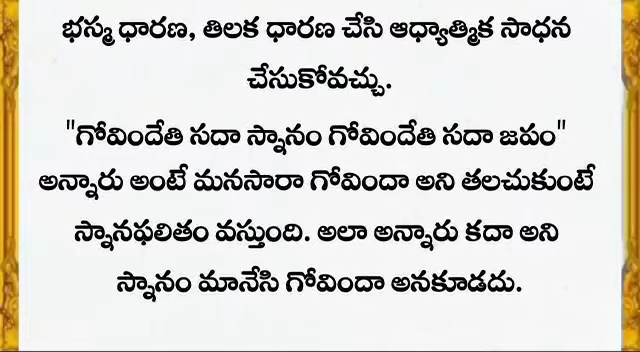 భస్మ ధారణ, తిలక ధారణ చేసి ఆధ్యాత్మిక సాధన
చేసుకోవచ్చు.
"గోవిందేతి సదా స్నానం గోవిందేతి సదా జపం"
అన్నారు అంటే మనసారా గోవిందా అని తలచుకుంటే
స్నానఫలితం వస్తుంది. అలా అన్నారు కదా అని
స్నానం మానేసి గోవిందా అనకూడదు.